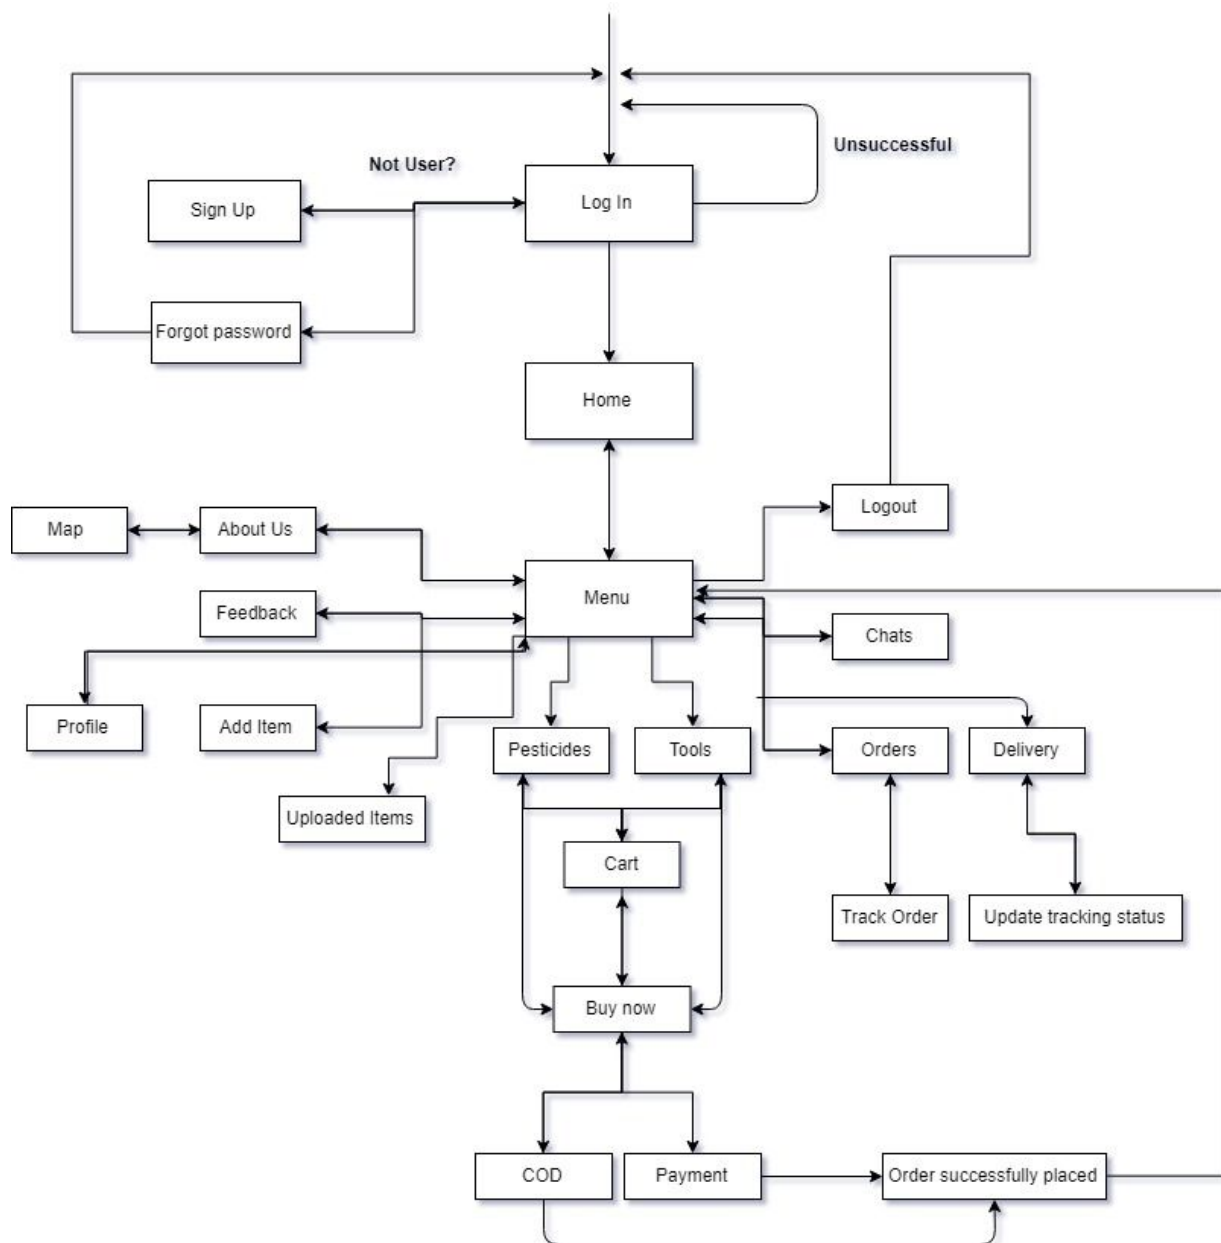 Unsuccessful
Not User?
Log In
Sign Up
Forgot password
Home
Logout
Map
About Us
Menu
Feedback
Chats
Profile
Add Item
Pesticides
Tools
Orders
Delivery
Uploaded Items
Cart
Track Order
Update tracking status
Buy now
COD
Payment
Order successfully placed